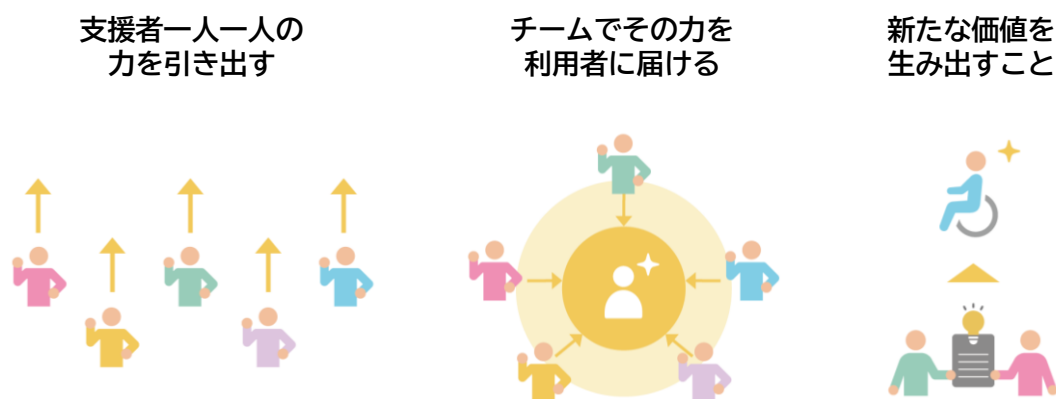 支援者一人一人の
力を引き出す
チームでその力を
利用者に届ける
新たな価値を
生み出すこと